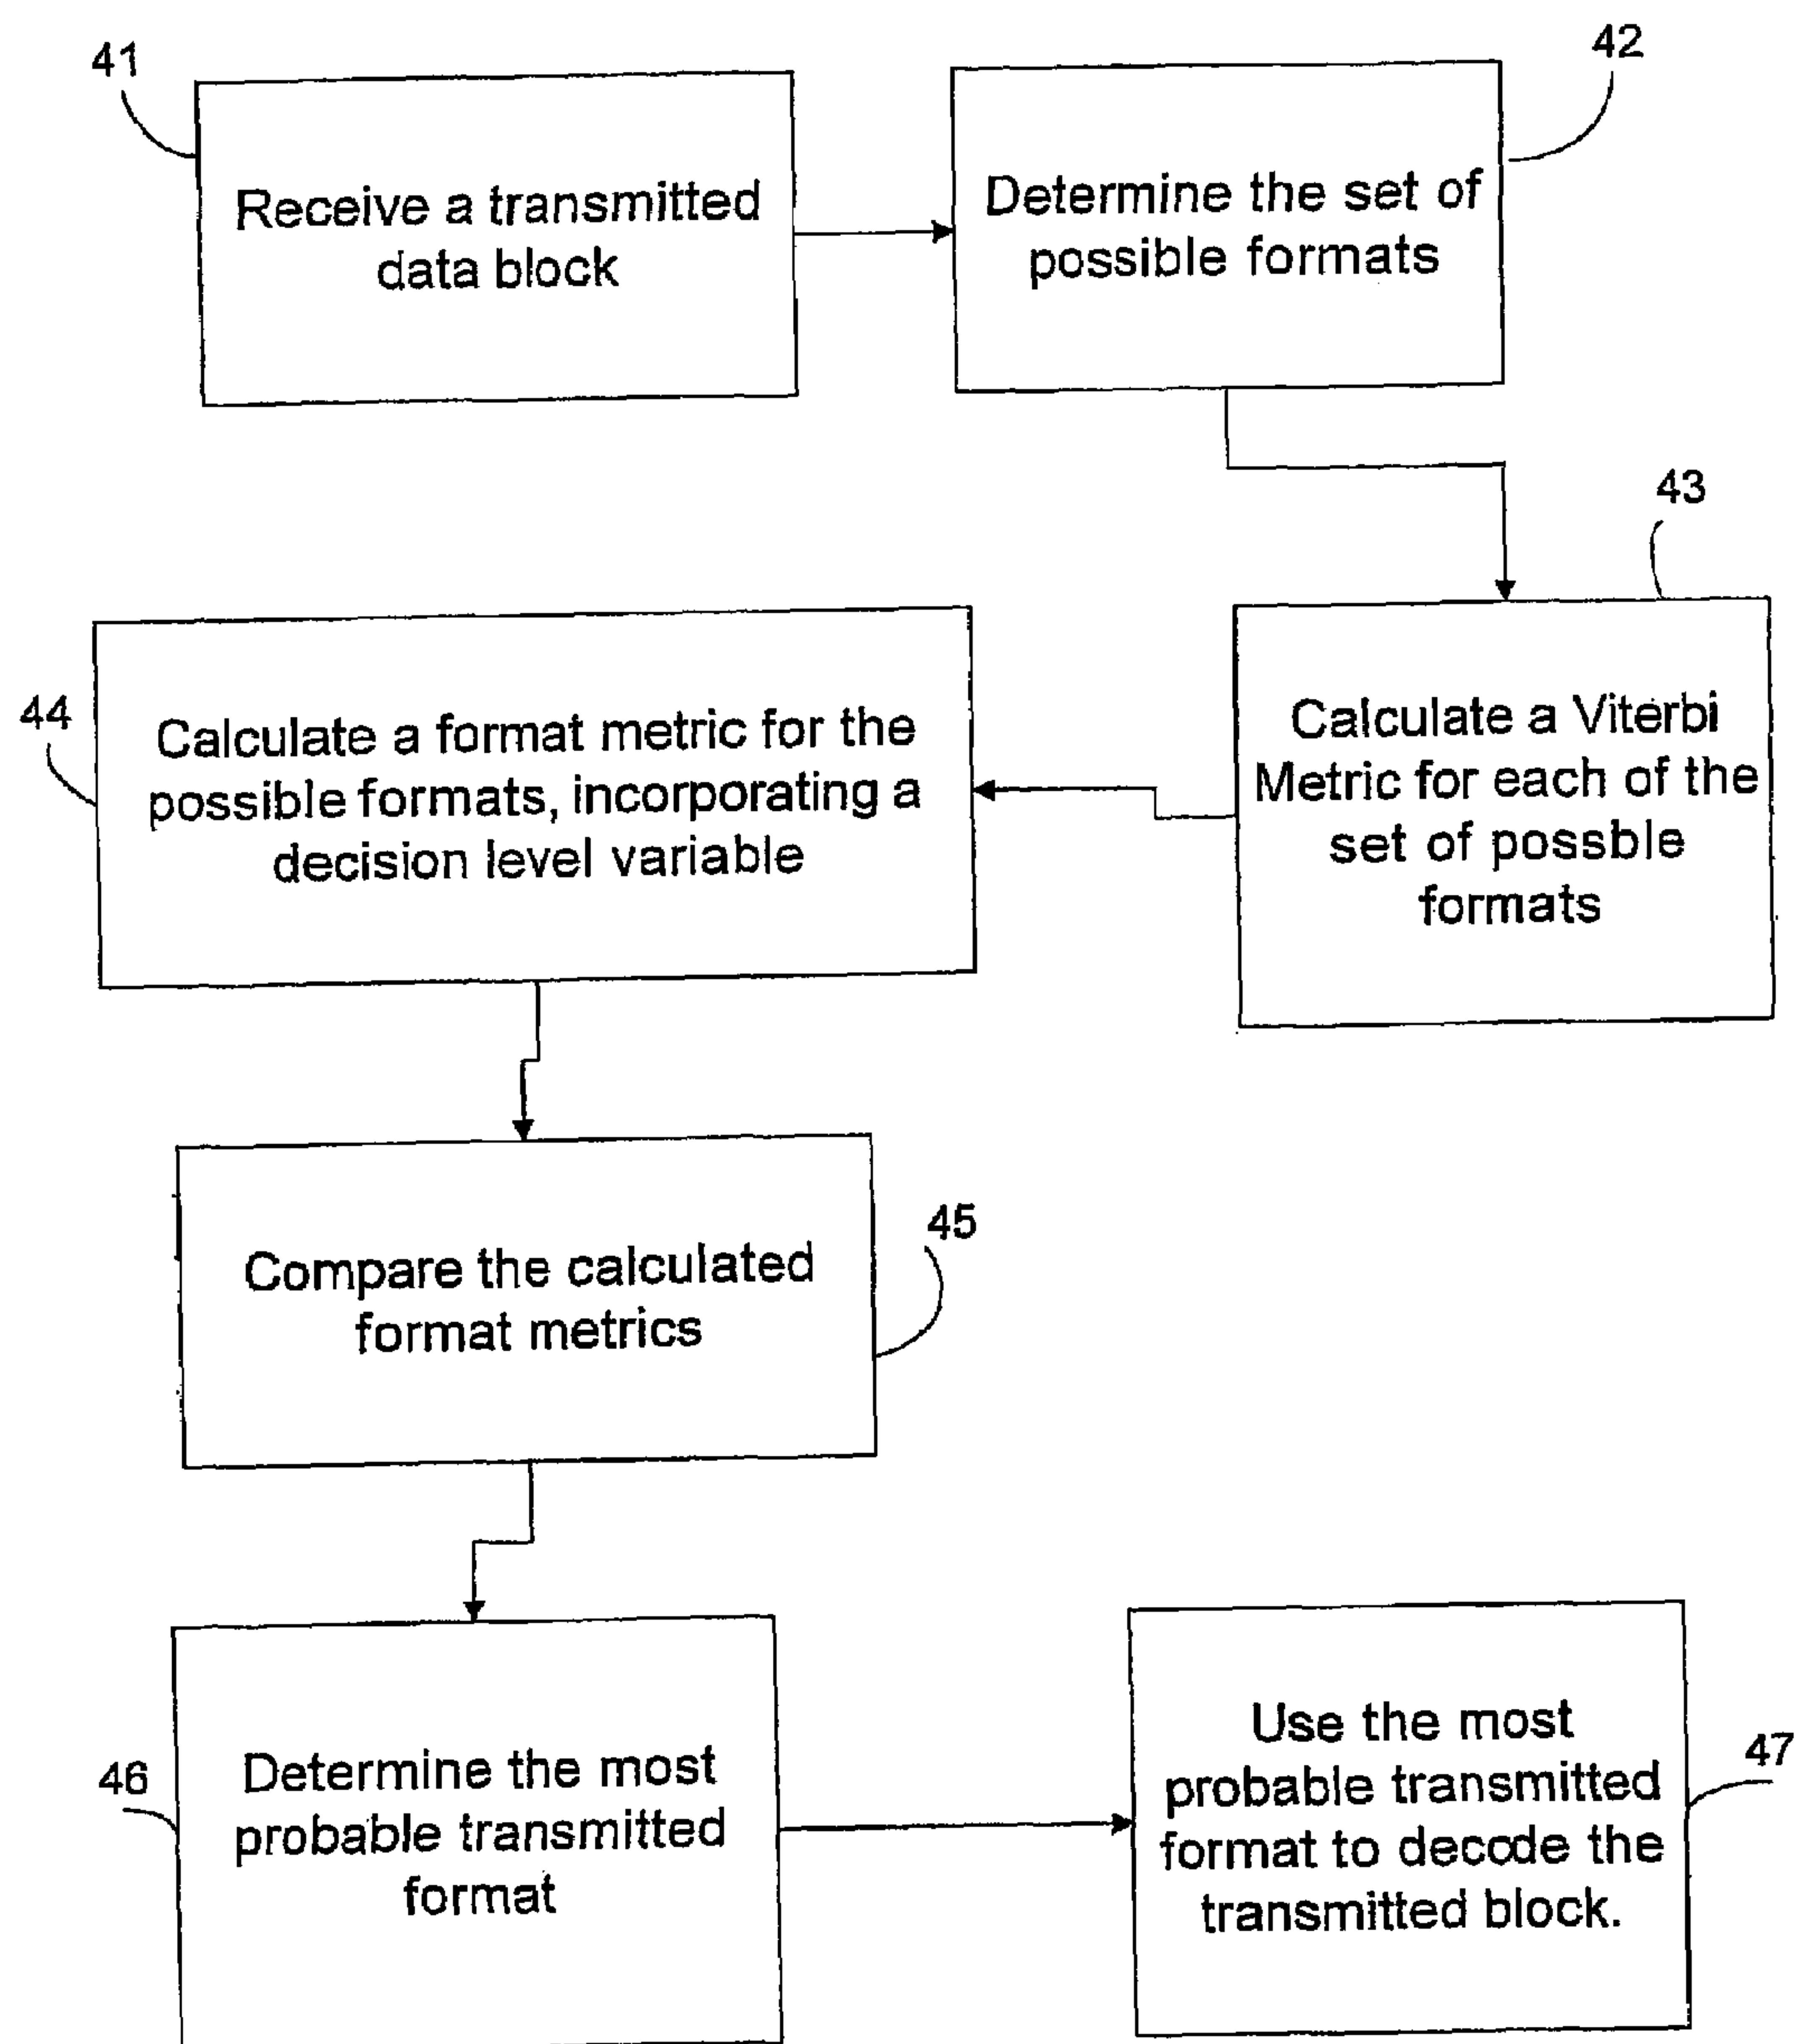 41
Receive a transmitted
data block
42
Determine the set of
possible formats
43
Calculate a Viterbi
Metric for each of the
set of possble
formats
44
Calculate a format metric for the
possible formats, incorporating a
decision level variable
45
Compare the calculated
format metrics
46
Determine the most
probable transmitted
format
47
Use the most
probable transmitted
format to decode the
transmitted block.